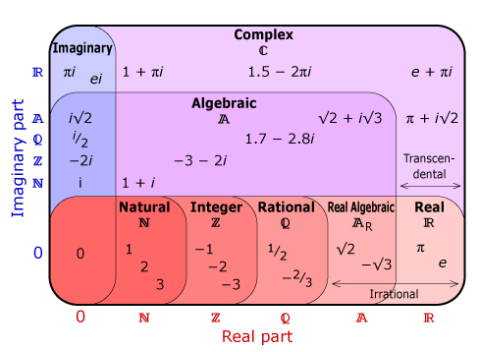 Complex
ℂ
Imaginary
ℝ πi ei 1 + πi 1.5 − 2πi e + πi
Algebraic
𝔸 i√2 𝔸 √2 + i√3 π + i√2
ℚ i/2 1.7 − 2.8i
ℤ −2i −3 − 2i Transcen-
dental
ℕ i 1 + i
Imaginary part
Natural Integer Rational Real Algebraic Real
ℕ ℤ ℚ 𝔸R ℝ
0 0 1 −1 1/2 √2 π
2 −2 −2/3 −√3 e
3 −3
Irrational
0 ℕ ℤ ℚ 𝔸 ℝ
Real part